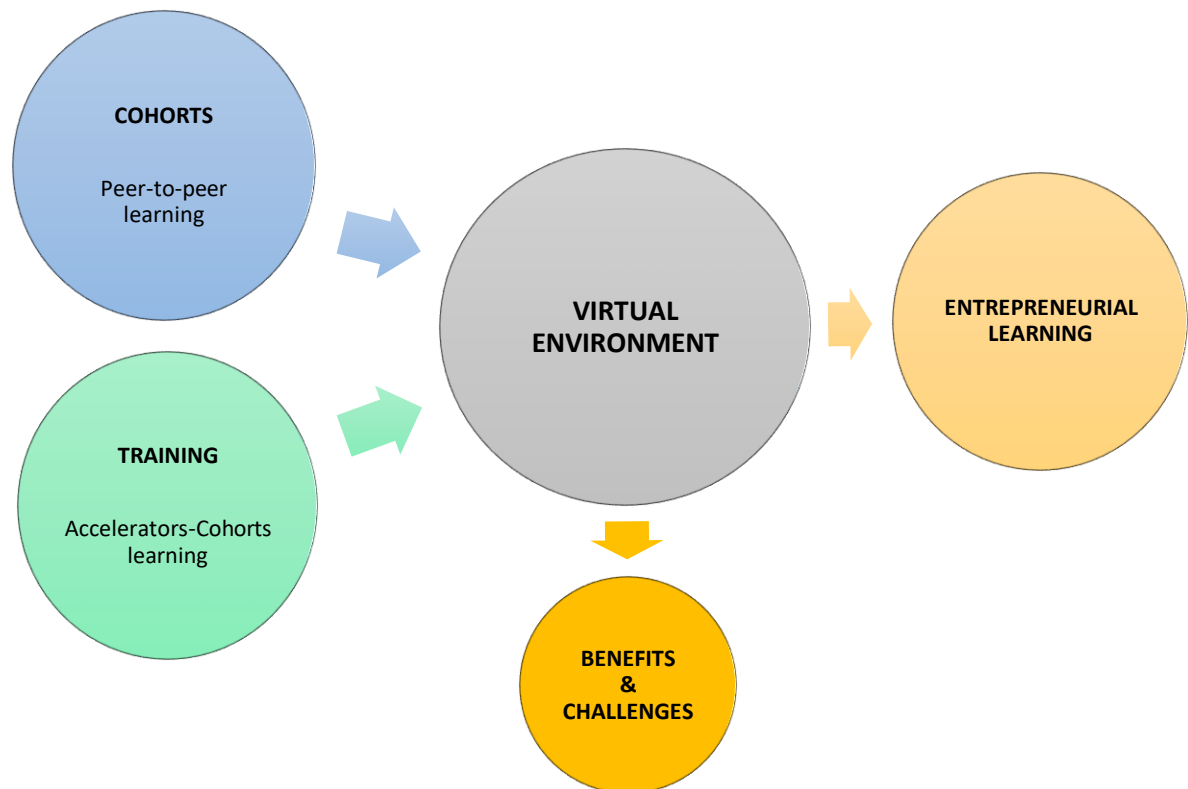 COHORTS
Peer-to-peer
learning
TRAINING
Accelerators-Cohorts
learning
VIRTUAL
ENVIRONMENT
ENTREPRENEURIAL
LEARNING
BENEFITS
&
CHALLENGES